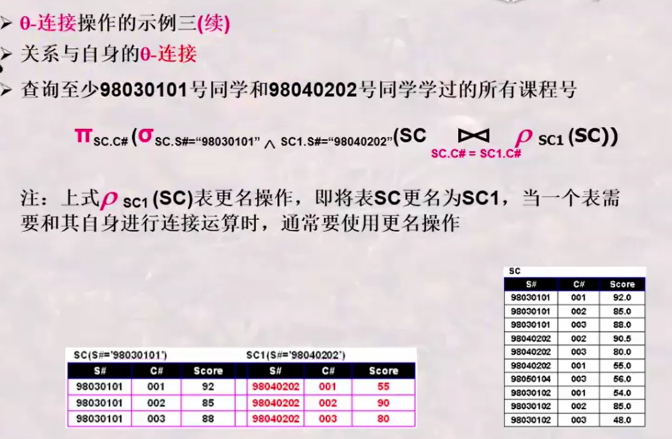 ➢ θ-连接操作的示例三(续)
➢ 关系与自身的θ-连接
➢ 查询至少98030101号同学和98040202号同学学过的所有课程号
π SC.C# (σ SC.S#=“98030101” ∧ SC1.S#=“98040202” (SC ⋈ SC.C# = SC1.C# ρ SC1 (SC))
注：上式ρ SC1 (SC)表更名操作，即将表SC更名为SC1，当一个表需
要和其自身进行连接运算时，通常要使用更名操作
SC
S# C# Score
98030101 001 92.0
98030101 002 85.0
98030101 003 88.0
98040202 002 90.5
98040202 003 80.0
98040202 001 55.0
98050104 003 56.0
98030102 001 54.0
98030102 002 85.0
98030102 003 48.0
SC(S#='98030101') SC1(S#='98040202')
S# C# Score S# C# Score
98030101 001 92 98040202 001 55
98030101 002 85 98040202 002 90
98030101 003 88 98040202 003 80